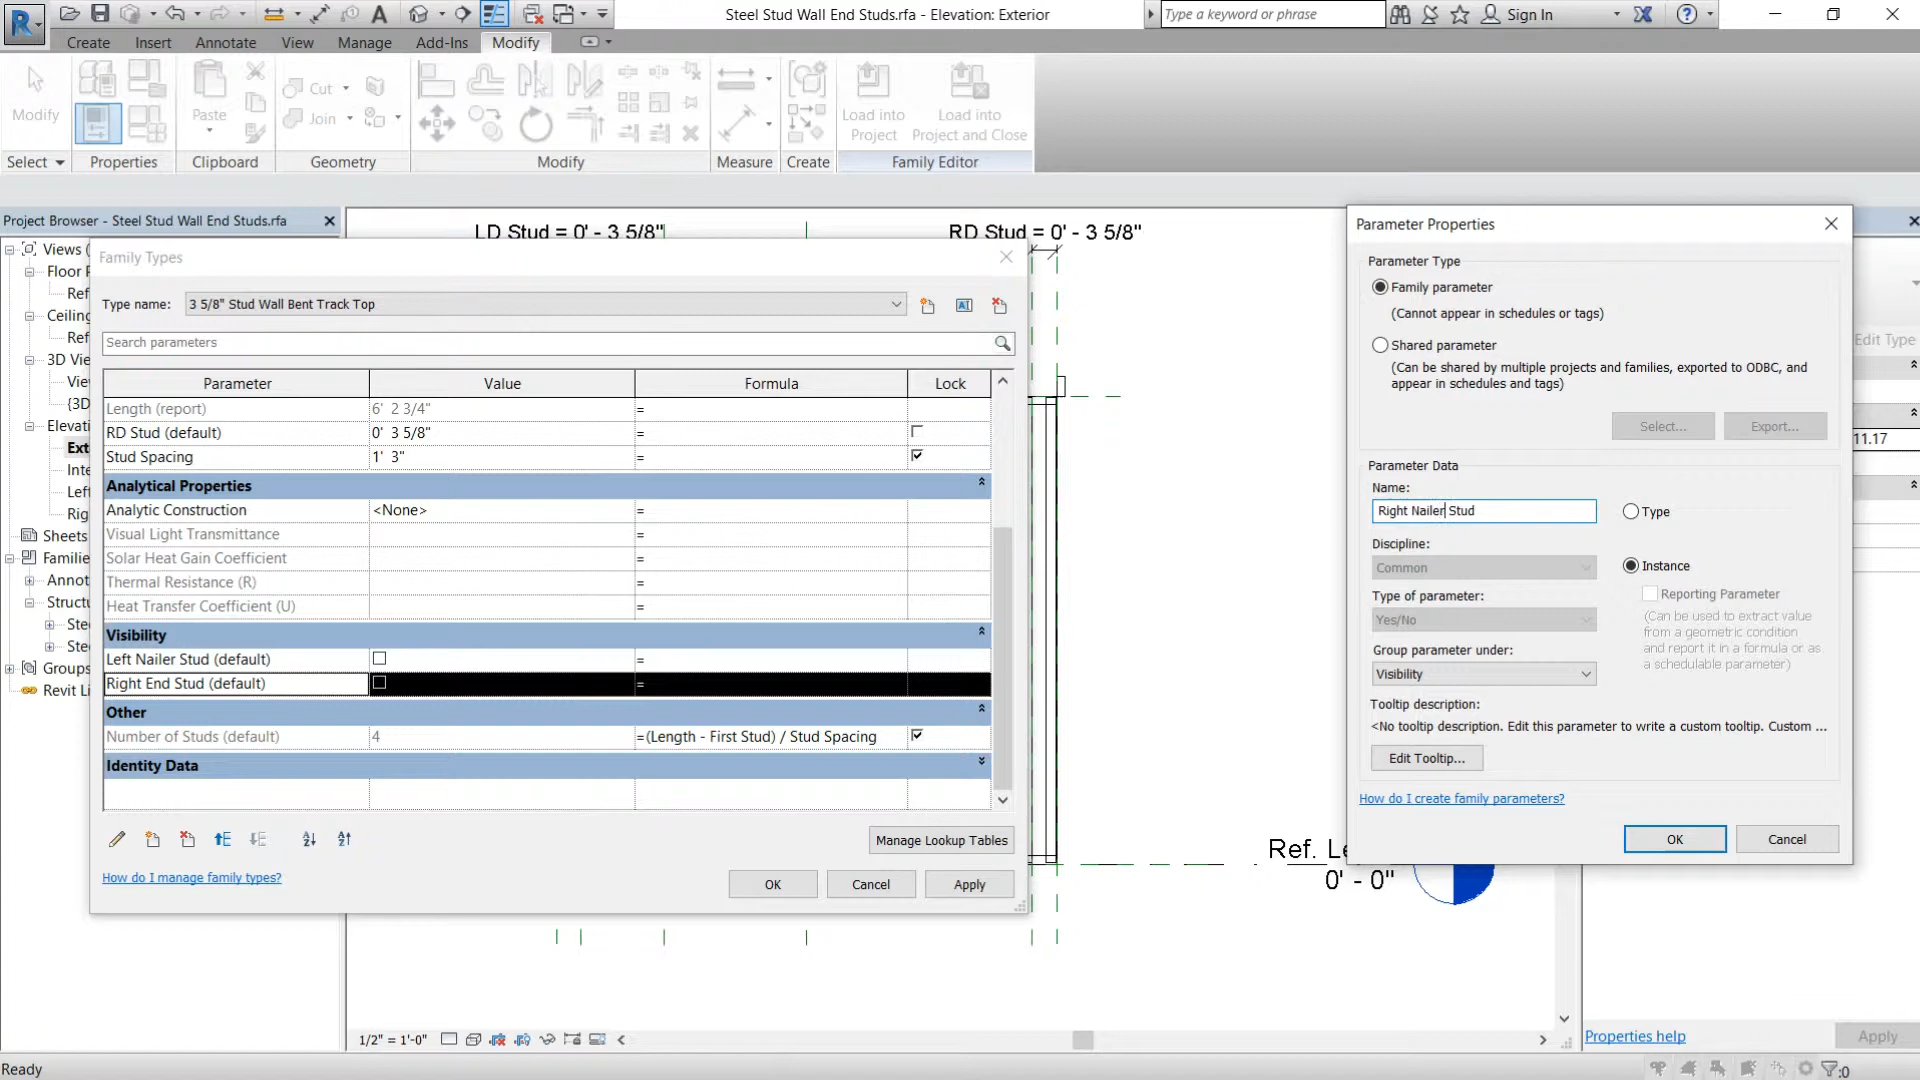 Steel Stud Wall End Studs.rfa - Elevation: Exterior
Type a keyword or phrase
Sign In
Create Insert Annotate View Manage Add-Ins Modify
Modify
Paste
Cut
Join
Load into Project
Load into Project and Close
Select Properties Clipboard Geometry Modify Measure Create Family Editor
Project Browser - Steel Stud Wall End Studs.rfa
Views (
Floor P
Ref
Ceiling
Ref
3D Vie
Vie
{3D
Elevatio
Ext
Inte
Left
Rig
Sheets
Familie
Annot
Structu
Stee
Stee
Groups
Revit Li
LD Stud = 0' - 3 5/8"
RD Stud = 0' - 3 5/8"
Family Types
Type name: 3 5/8" Stud Wall Bent Track Top
Search parameters
Parameter Value Formula Lock
Length (report) 6' 2 3/4" =
RD Stud (default) 0' 3 5/8" =
Stud Spacing 1' 3" =
Analytical Properties
Analytic Construction <None> =
Visual Light Transmittance =
Solar Heat Gain Coefficient =
Thermal Resistance (R) =
Heat Transfer Coefficient (U) =
Visibility
Left Nailer Stud (default) =
Right End Stud (default) =
Other
Number of Studs (default) 4 =(Length - First Stud) / Stud Spacing
Identity Data
Manage Lookup Tables
How do I manage family types?
OK Cancel Apply
Ref. Le
0' - 0"
Parameter Properties
Parameter Type
Family parameter
(Cannot appear in schedules or tags)
Shared parameter
(Can be shared by multiple projects and families, exported to ODBC, and
appear in schedules and tags)
Select... Export...
Parameter Data
Name:
Right Nailer Stud
Type
Discipline:
Common
Instance
Type of parameter:
Reporting Parameter
Yes/No
(Can be used to extract value
from a geometric condition
and report it in a formula or as
a schedulable parameter)
Group parameter under:
Visibility
Tooltip description:
<No tooltip description. Edit this parameter to write a custom tooltip. Custom ...
Edit Tooltip...
How do I create family parameters?
OK Cancel
Edit Type
11.17
1/2" = 1'-0"
Properties help
Apply
Ready
:0